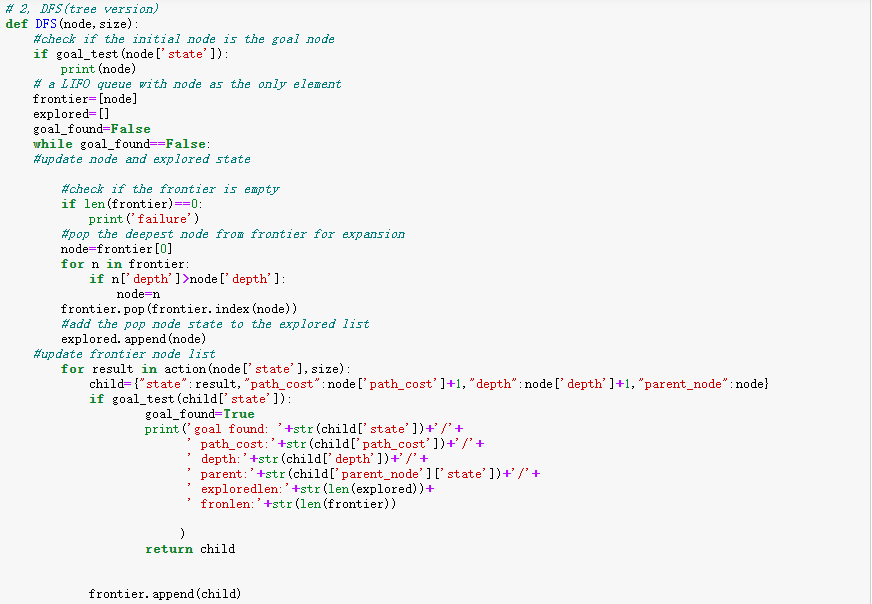 # 2, DFS(tree version)
def DFS(node,size):
    #check if the initial node is the goal node
    if goal_test(node['state']):
        print(node)
    # a LIFO queue with node as the only element
    frontier=[node]
    explored=[]
    goal_found=False
    while goal_found==False:
    #update node and explored state
        #check if the frontier is empty
        if len(frontier)==0:
            print('failure')
        #pop the deepest node from frontier for expansion
        node=frontier[0]
        for n in frontier:
            if n['depth']>node['depth']:
                node=n
        frontier.pop(frontier.index(node))
        #add the pop node state to the explored list
        explored.append(node)
    #update frontier node list
        for result in action(node['state'],size):
            child={"state":result,"path_cost":node['path_cost']+1,"depth":node['depth']+1,"parent_node":node}
            if goal_test(child['state']):
                    goal_found=True
                    print('goal found: '+str(child['state'])+'/'+
                          ' path_cost:'+str(child['path_cost'])+'/'+
                          ' depth:'+str(child['depth'])+'/'+
                          ' parent:'+str(child['parent_node']['state'])+'/'+
                          ' exploredlen:'+str(len(explored))+
                          ' fronlen:'+str(len(frontier))
                         )
                    return child
            frontier.append(child)